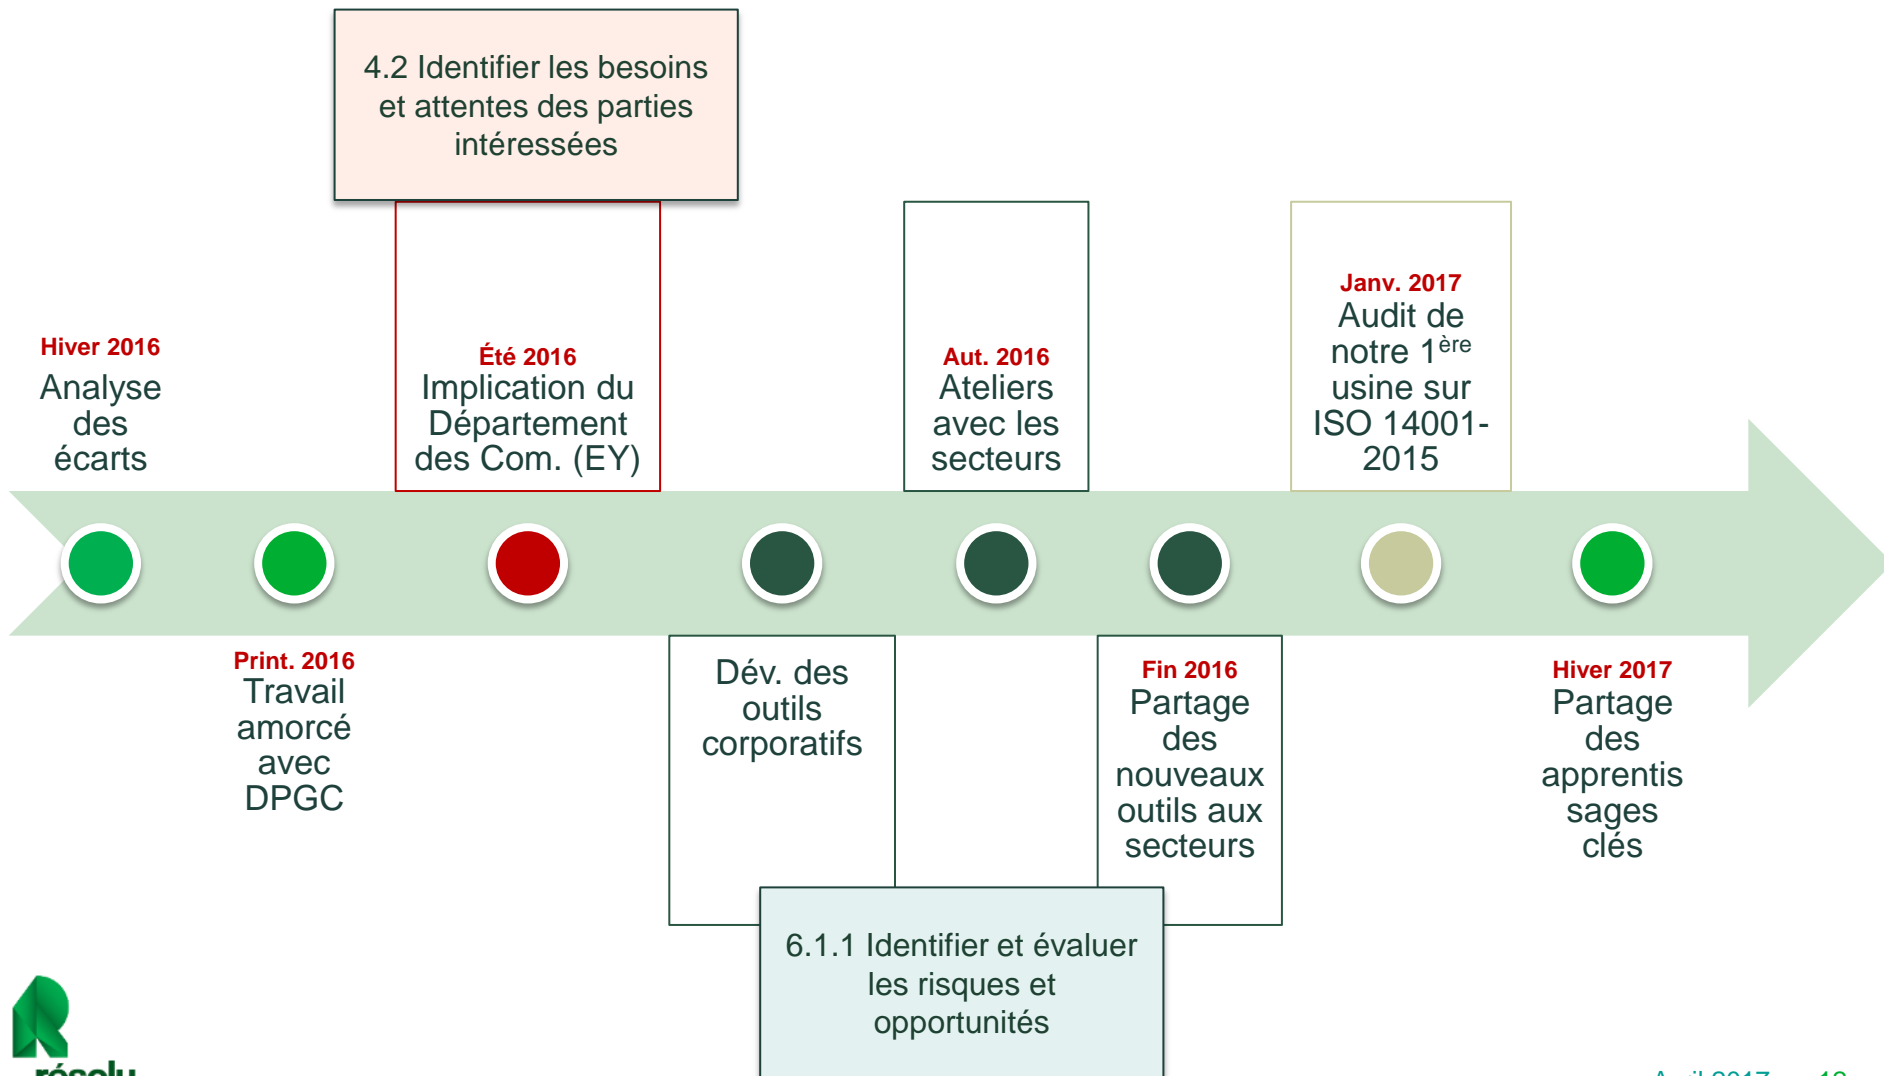 4.2 Identifier les besoins
et attentes des parties
intéressées
Hiver 2016
Analyse
des
écarts
Été 2016
Implication du
Département
des Com. (EY)
Aut. 2016
Ateliers
avec les
secteurs
Janv. 2017
Audit de
notre 1ère
usine sur
ISO 14001-
2015
Print. 2016
Travail
amorcé
avec
DPGC
Dév. des
outils
corporatifs
Fin 2016
Partage
des
nouveaux
outils aux
secteurs
Hiver 2017
Partage
des
apprentis
sages
clés
6.1.1 Identifier et évaluer
les risques et
opportunités
résolu
Avril 2017